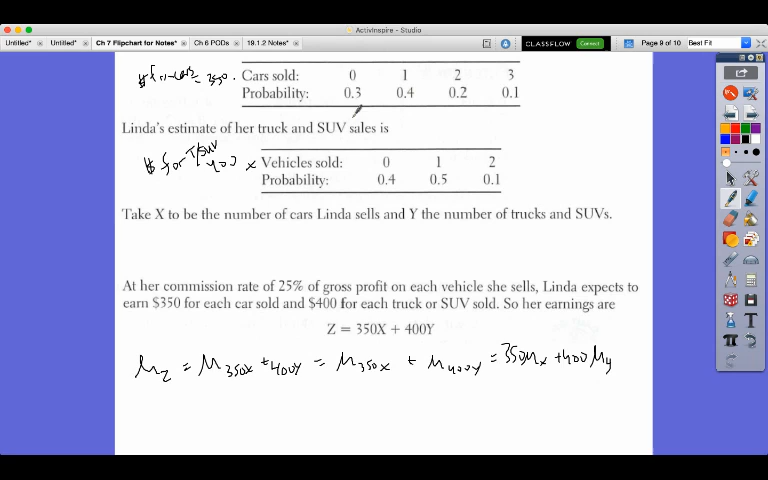 ActivInspire - Studio
Untitled* Untitled* Ch 7 Flipchart for Notes* Ch 6 PODs 19.1.2 Notes* CLASSFLOW Connect Page 9 of 10 Best Fit
= 350. Cars sold: 0 1 2 3
Probability: 0.3 0.4 0.2 0.1
Linda's estimate of her truck and SUV sales is
$ for T/SUV
400 x Vehicles sold: 0 1 2
Probability: 0.4 0.5 0.1
Take X to be the number of cars Linda sells and Y the number of trucks and SUVs.
At her commission rate of 25% of gross profit on each vehicle she sells, Linda expects to
earn $350 for each car sold and $400 for each truck or SUV sold. So her earnings are
Z = 350X + 400Y
μz = μ350X + 400Y = μ350X + μ400Y = 350μx + 400μy